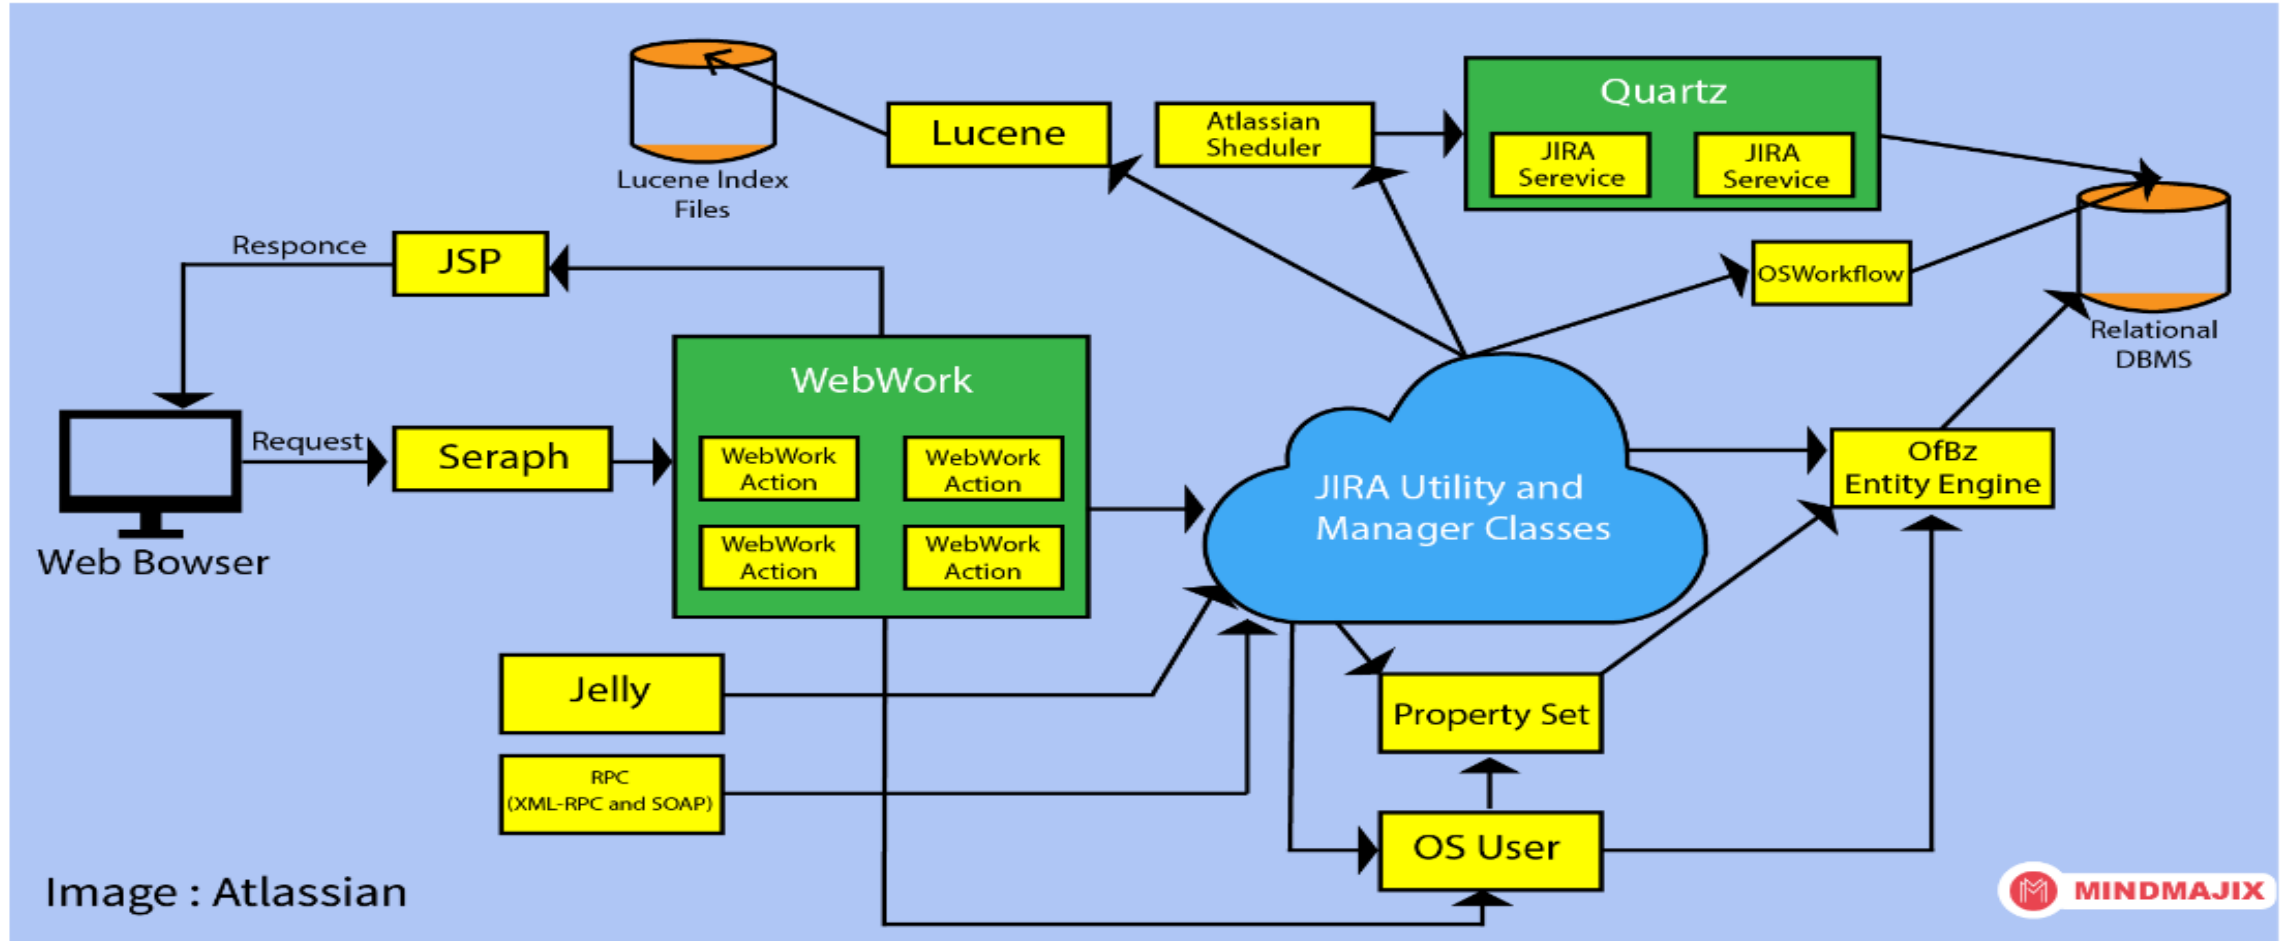 Quartz
Lucene
Atlassian
Sheduler
JIRA
Serevice
JIRA
Serevice
Lucene Index
Files
Responce
JSP
OSWorkflow
Relational
DBMS
WebWork
Request
Seraph
WebWork
Action
WebWork
Action
WebWork
Action
WebWork
Action
JIRA Utility and
Manager Classes
OfBz
Entity Engine
Web Bowser
Jelly
Property Set
RPC
(XML-RPC and SOAP)
OS User
Image : Atlassian
M
MINDMAJIX